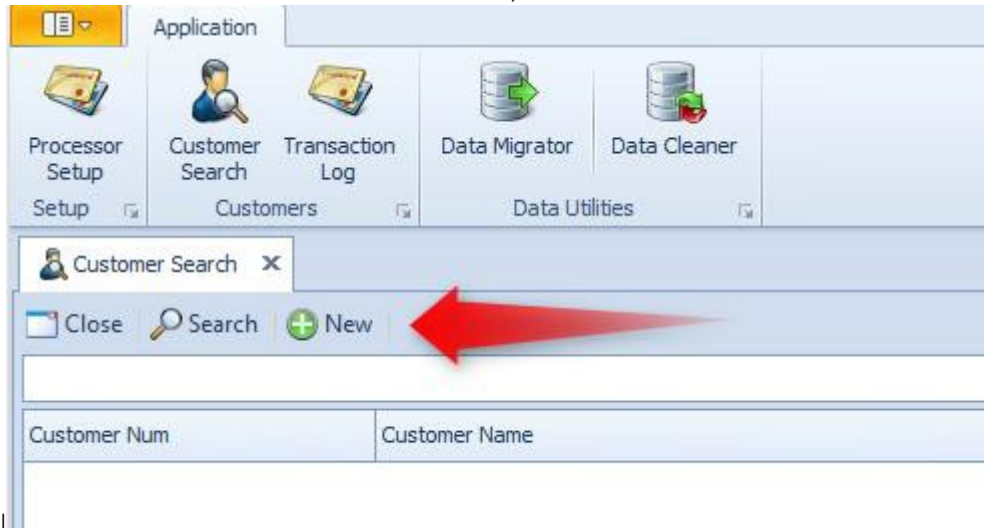 Application
Processor Setup
Customer Search
Transaction Log
Data Migrator
Data Cleaner
Setup
Customers
Data Utilities
Customer Search
Close
Search
New
Customer Num
Customer Name